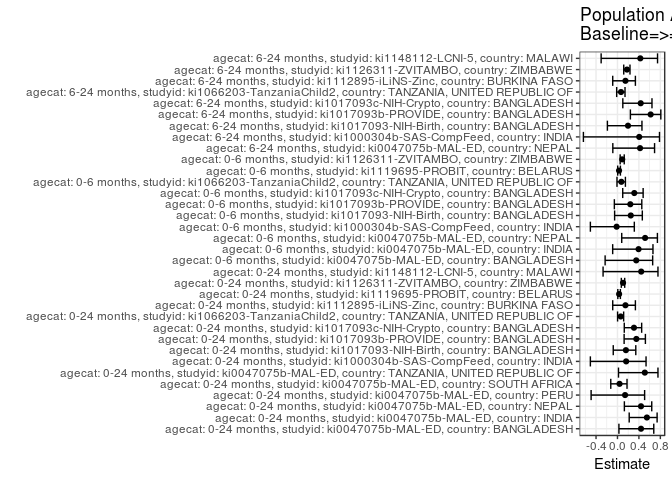 Population A
Baseline=>=
agecat: 6-24 months, studyid: ki1148112-LCNI-5, country: MALAWI
agecat: 6-24 months, studyid: ki1126311-ZVITAMBO, country: ZIMBABWE
agecat: 6-24 months, studyid: ki1112895-iLiNS-Zinc, country: BURKINA FASO
agecat: 6-24 months, studyid: ki1066203-TanzaniaChild2, country: TANZANIA, UNITED REPUBLIC OF
agecat: 6-24 months, studyid: ki1017093c-NIH-Crypto, country: BANGLADESH
agecat: 6-24 months, studyid: ki1017093b-PROVIDE, country: BANGLADESH
agecat: 6-24 months, studyid: ki1017093-NIH-Birth, country: BANGLADESH
agecat: 6-24 months, studyid: ki1000304b-SAS-CompFeed, country: INDIA
agecat: 6-24 months, studyid: ki0047075b-MAL-ED, country: NEPAL
agecat: 0-6 months, studyid: ki1126311-ZVITAMBO, country: ZIMBABWE
agecat: 0-6 months, studyid: ki1119695-PROBIT, country: BELARUS
agecat: 0-6 months, studyid: ki1066203-TanzaniaChild2, country: TANZANIA, UNITED REPUBLIC OF
agecat: 0-6 months, studyid: ki1017093c-NIH-Crypto, country: BANGLADESH
agecat: 0-6 months, studyid: ki1017093b-PROVIDE, country: BANGLADESH
agecat: 0-6 months, studyid: ki1017093-NIH-Birth, country: BANGLADESH
agecat: 0-6 months, studyid: ki1000304b-SAS-CompFeed, country: INDIA
agecat: 0-6 months, studyid: ki0047075b-MAL-ED, country: NEPAL
agecat: 0-6 months, studyid: ki0047075b-MAL-ED, country: INDIA
agecat: 0-6 months, studyid: ki0047075b-MAL-ED, country: BANGLADESH
agecat: 0-24 months, studyid: ki1148112-LCNI-5, country: MALAWI
agecat: 0-24 months, studyid: ki1126311-ZVITAMBO, country: ZIMBABWE
agecat: 0-24 months, studyid: ki1119695-PROBIT, country: BELARUS
agecat: 0-24 months, studyid: ki1112895-iLiNS-Zinc, country: BURKINA FASO
agecat: 0-24 months, studyid: ki1066203-TanzaniaChild2, country: TANZANIA, UNITED REPUBLIC OF
agecat: 0-24 months, studyid: ki1017093c-NIH-Crypto, country: BANGLADESH
agecat: 0-24 months, studyid: ki1017093b-PROVIDE, country: BANGLADESH
agecat: 0-24 months, studyid: ki1017093-NIH-Birth, country: BANGLADESH
agecat: 0-24 months, studyid: ki1000304b-SAS-CompFeed, country: INDIA
agecat: 0-24 months, studyid: ki0047075b-MAL-ED, country: TANZANIA, UNITED REPUBLIC OF
agecat: 0-24 months, studyid: ki0047075b-MAL-ED, country: SOUTH AFRICA
agecat: 0-24 months, studyid: ki0047075b-MAL-ED, country: PERU
agecat: 0-24 months, studyid: ki0047075b-MAL-ED, country: NEPAL
agecat: 0-24 months, studyid: ki0047075b-MAL-ED, country: INDIA
agecat: 0-24 months, studyid: ki0047075b-MAL-ED, country: BANGLADESH
-0.4 0.0 0.4 0.8
Estimate